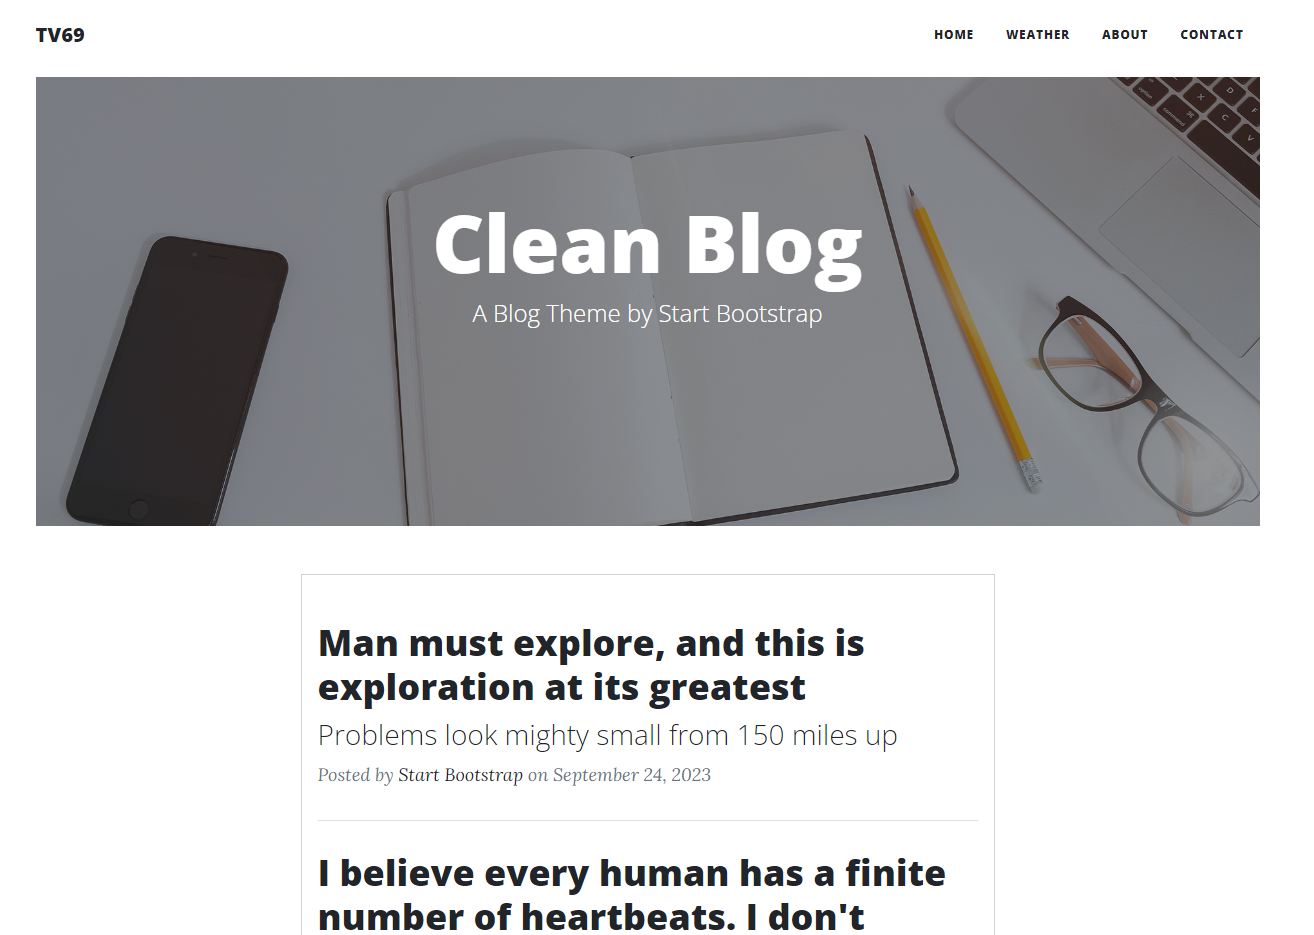 TV69
HOME WEATHER ABOUT CONTACT
option
command
X
D
F
C
V
Clean Blog
A Blog Theme by Start Bootstrap
Man must explore, and this is
exploration at its greatest
Problems look mighty small from 150 miles up
Posted by Start Bootstrap on September 24, 2023
I believe every human has a finite
number of heartbeats. I don't